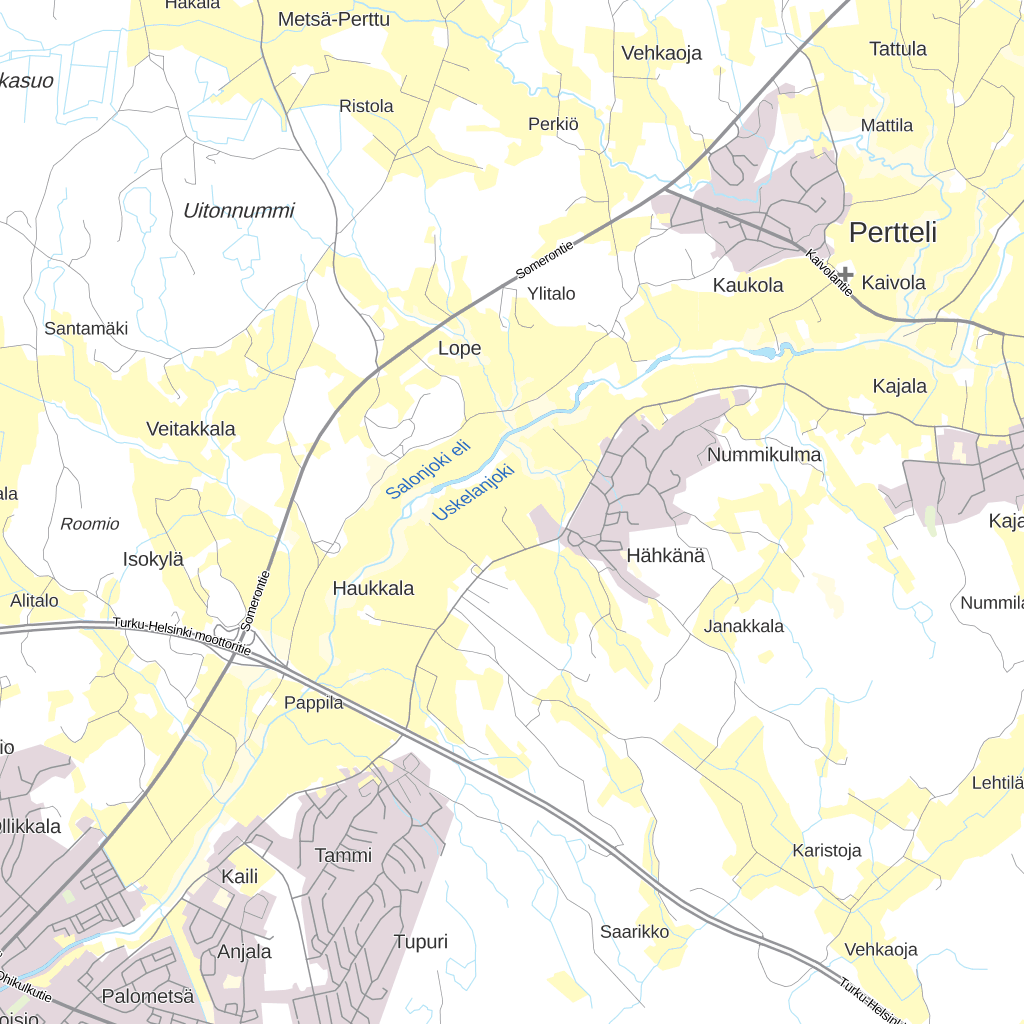 Hakala
Metsä-Perttu
Vehkaoja
Tattula
kasuo
Ristola
Perkiö
Mattila
Uitonnummi
Pertteli
Somerontie
Kaivolantie
Kaukola
Kaivola
Ylitalo
Santamäki
Lope
Kajala
Veitakkala
Nummikulma
Salonjoki eli
Uskelanjoki
ala
Roomio
Kaja
Isokylä
Hähkänä
Haukkala
Alitalo
Somerontie
Nummila
Turku-Helsinki moottoritie
Janakkala
Pappila
io
Lehtilä
llikkala
Tammi
Karistoja
Kaili
Saarikko
Anjala
Tupuri
Vehkaoja
Palometsä
Ohikulkutie
Turku-Helsinki
oisio